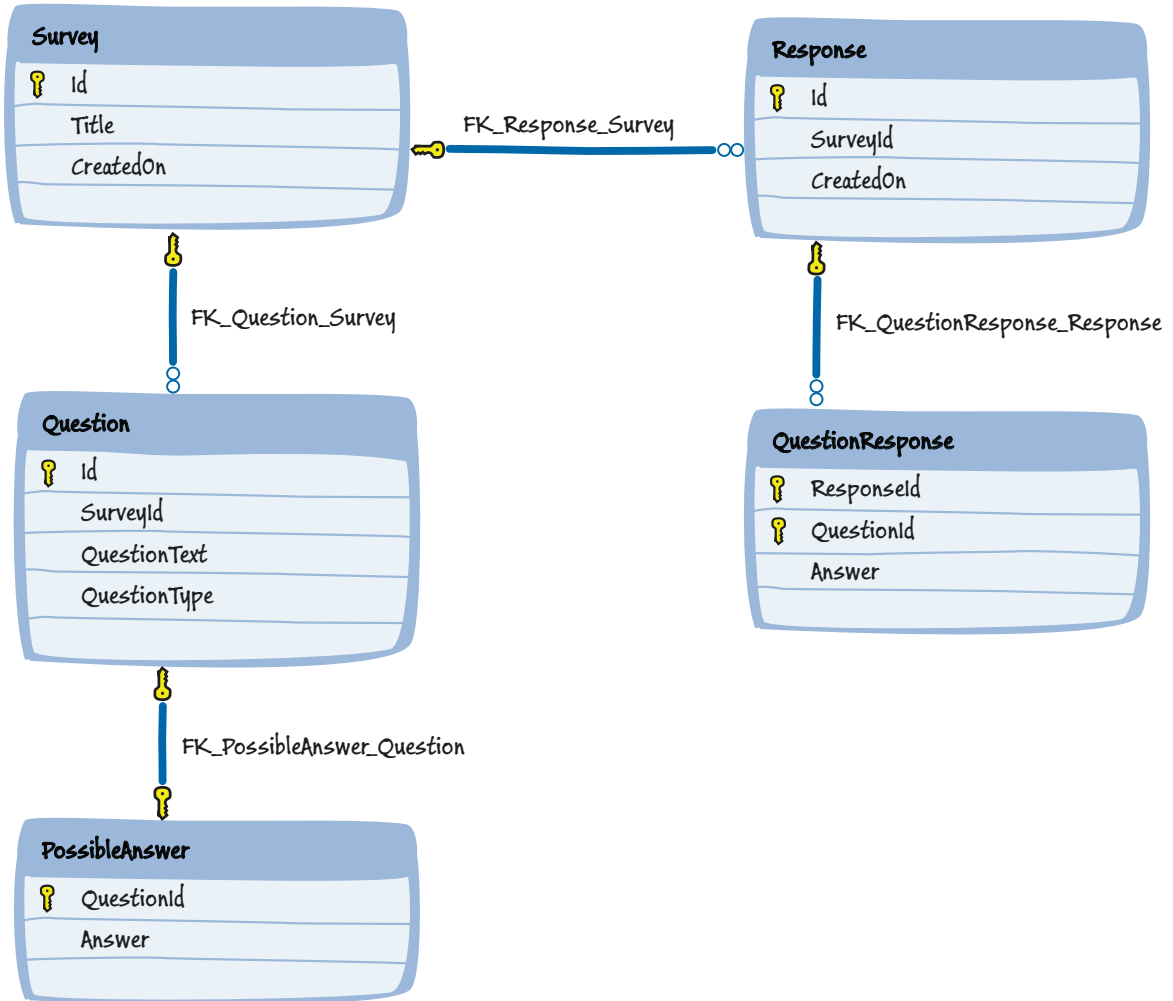 Survey
Id
Title
CreatedOn
FK_Response_Survey
Response
Id
SurveyId
CreatedOn
FK_Question_Survey
FK_QuestionResponse_Response
Question
Id
SurveyId
QuestionText
QuestionType
QuestionResponse
ResponseId
QuestionId
Answer
FK_PossibleAnswer_Question
PossibleAnswer
QuestionId
Answer